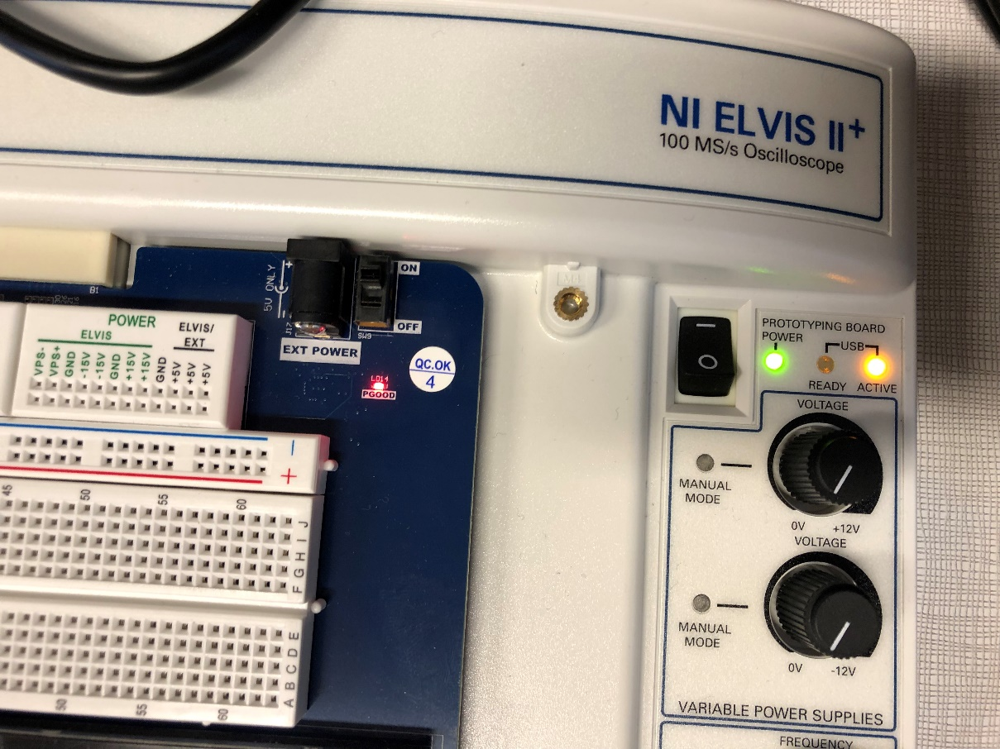 NI ELVIS II+
100 MS/s Oscilloscope
B1
5V ONLY
+
-
J17
ON
OFF
SW9
EXT POWER
QC.OK
4
LD14
PGOOD
POWER
ELVIS
ELVIS/
EXT
VPS- VPS+ GND -15V -15V GND +15V +15V GND +5V +5V +5V
-
+
45 50 55 60
J
I
H
G
F
E
D
C
B
A
50 55 60
PROTOTYPING BOARD
POWER
USB
READY ACTIVE
VOLTAGE
MANUAL
MODE
0V +12V
VOLTAGE
MANUAL
MODE
0V -12V
VARIABLE POWER SUPPLIES
FREQUENCY